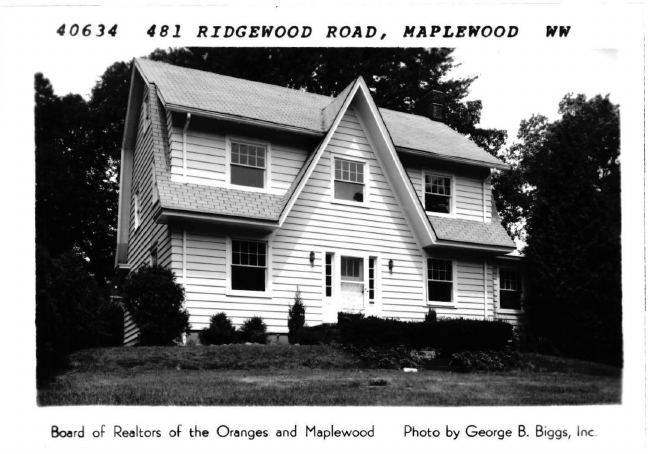 40634 481 RIDGEWOOD ROAD, MAPLEWOOD WW
Board of Realtors of the Oranges and Maplewood Photo by George B. Biggs, Inc.